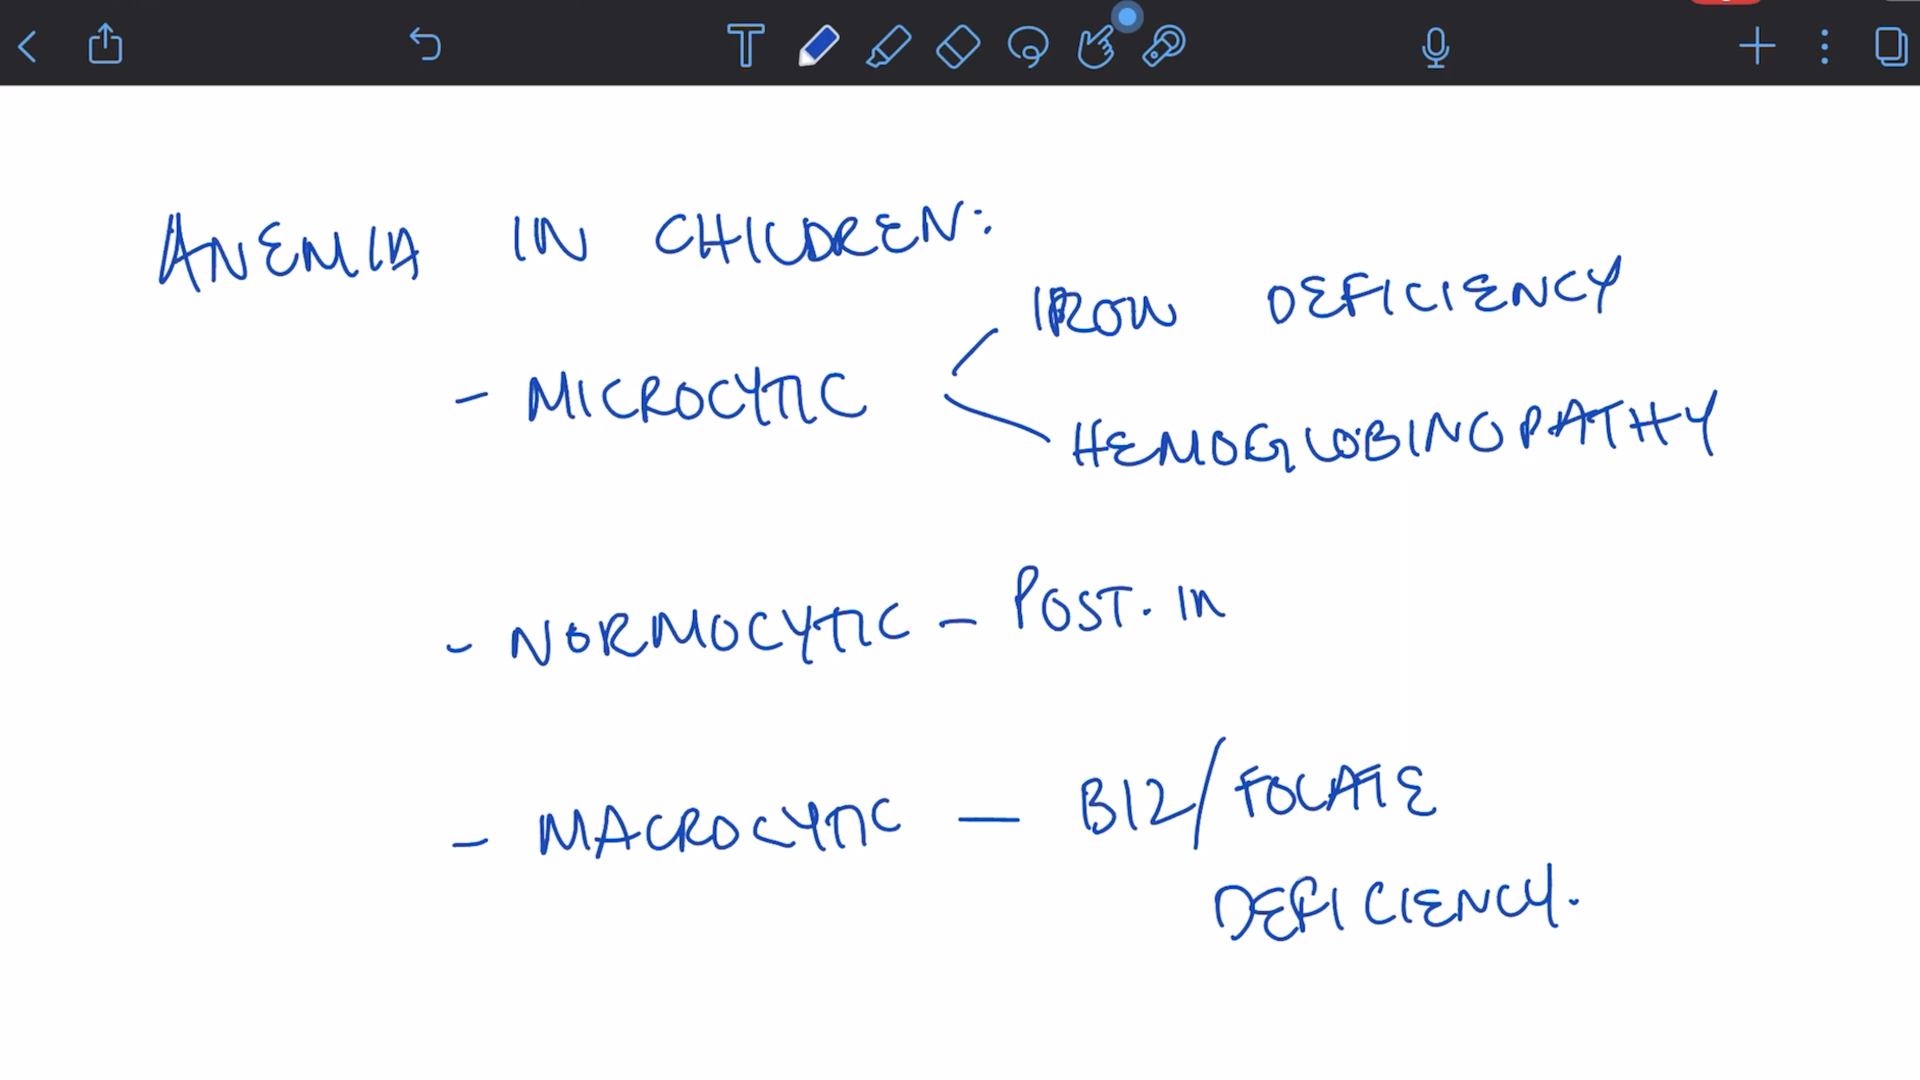 ANEMIA IN CHILDREN:
IRON DEFICIENCY
- MICROCYTIC
HEMOGLOBINOPATHY
- NORMOCYTIC - POST. IN
- MACROCYTIC - B12/FOLATE
DEFICIENCY.